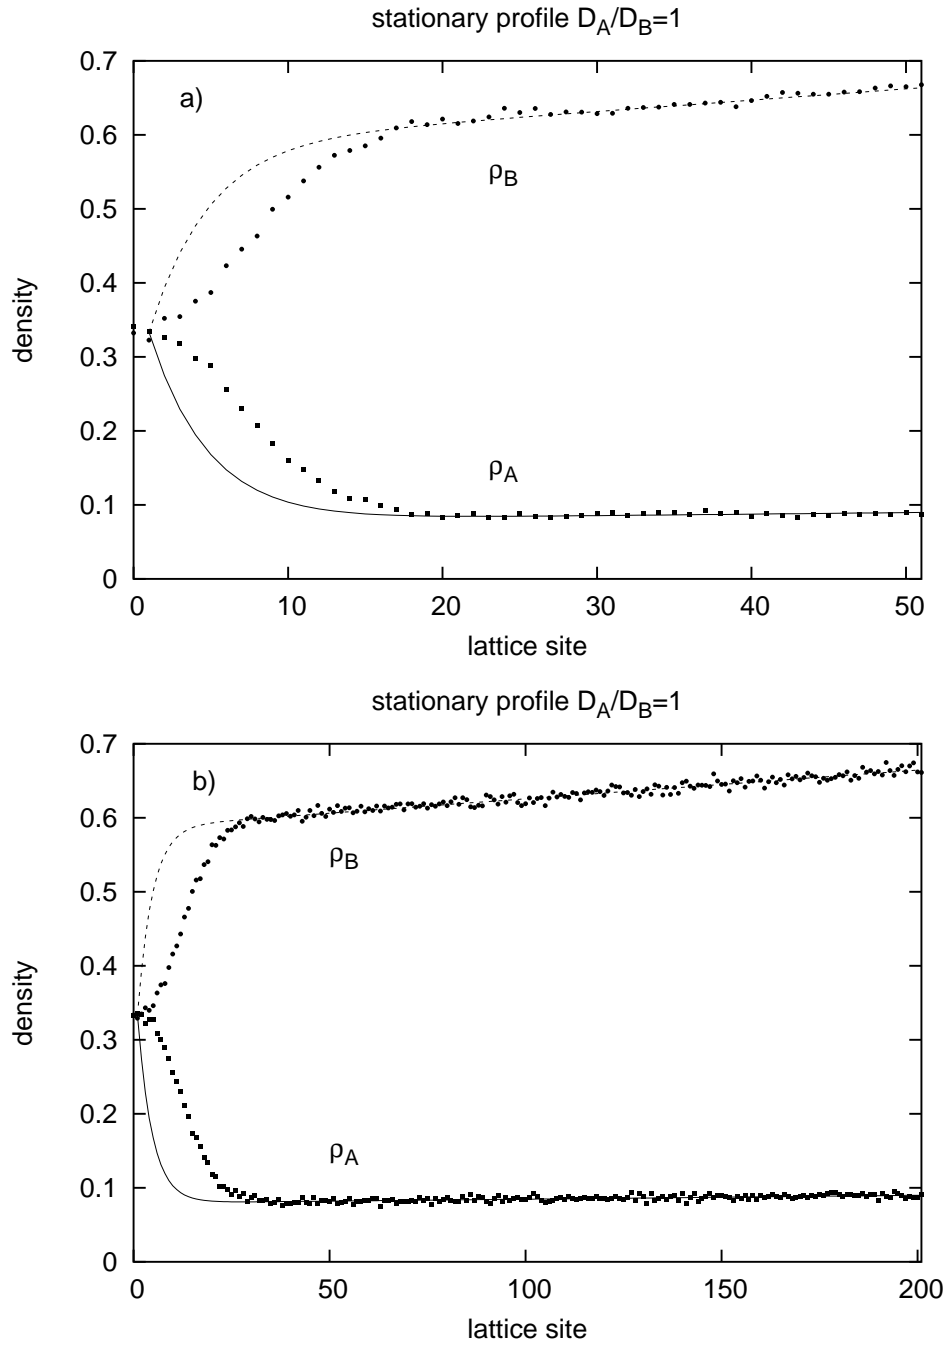 stationary profile D_A/D_B=1
0.7
a)
0.6
ρ_B
0.5
0.4
density
0.3
0.2
ρ_A
0.1
0
0 10 20 30 40 50
lattice site
stationary profile D_A/D_B=1
0.7
b)
0.6
ρ_B
0.5
0.4
density
0.3
0.2
ρ_A
0.1
0
0 50 100 150 200
lattice site